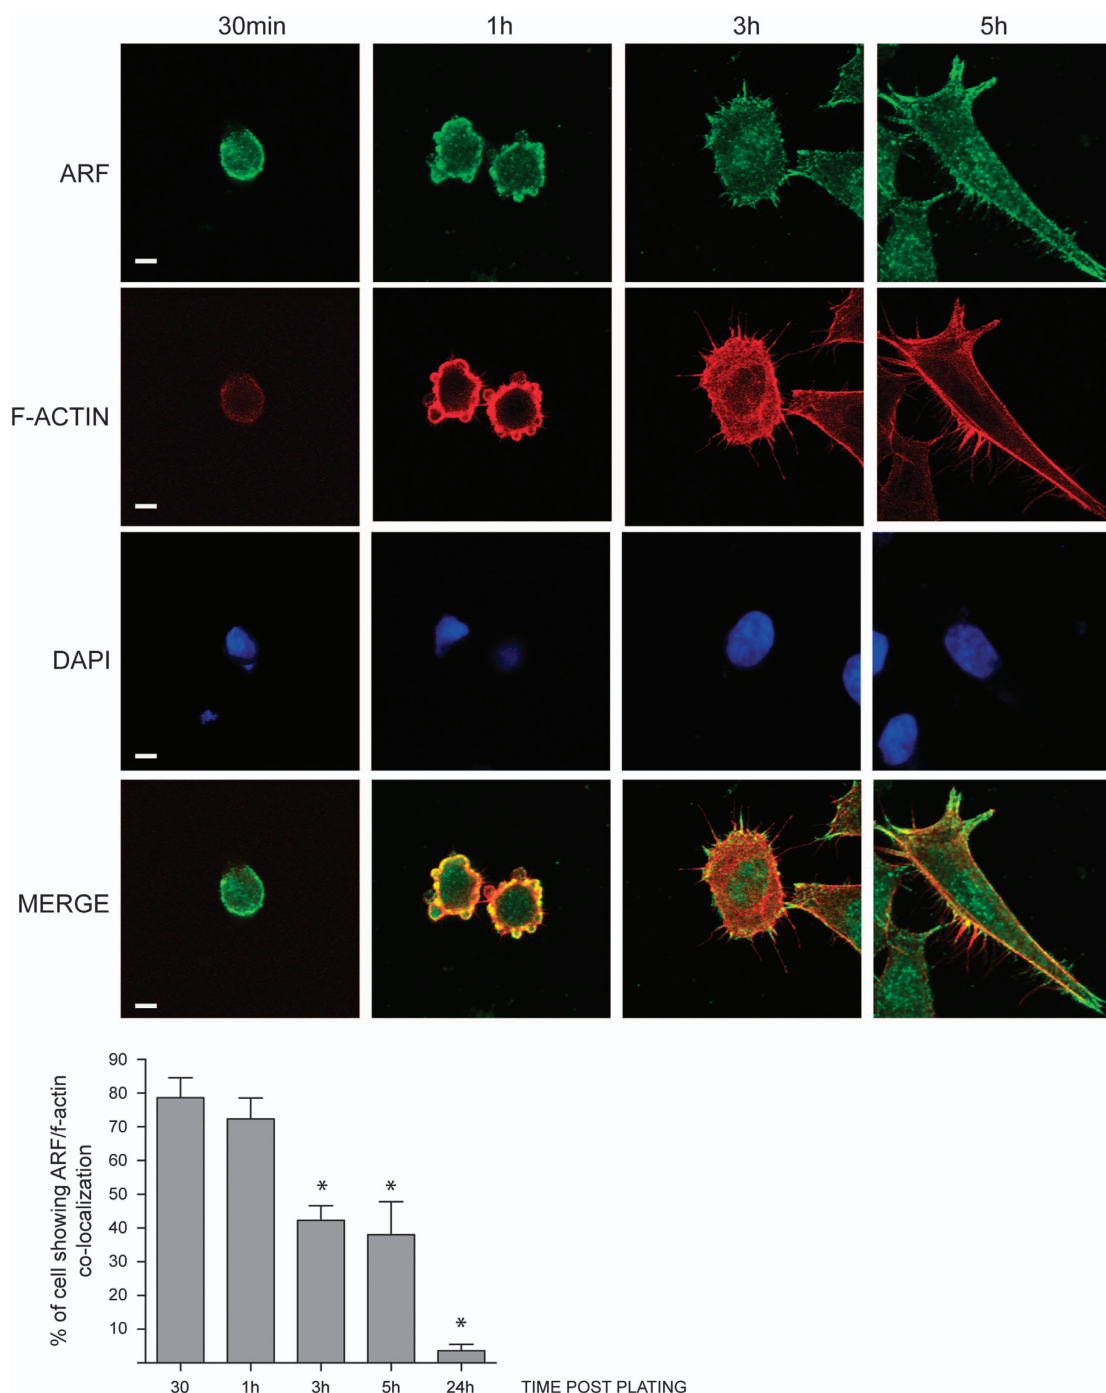 30min 1h 3h 5h
ARF
F-ACTIN
DAPI
MERGE
% of cell showing ARF/f-actin
co-localization
90
80
70
60
50
40
30
20
10
* * *
30 1h 3h 5h 24h TIME POST PLATING